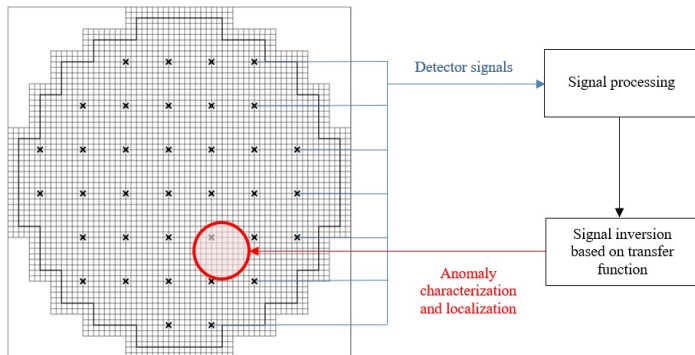 Detector signals
Signal processing
Signal inversion
based on transfer
function
Anomaly
characterization
and localization